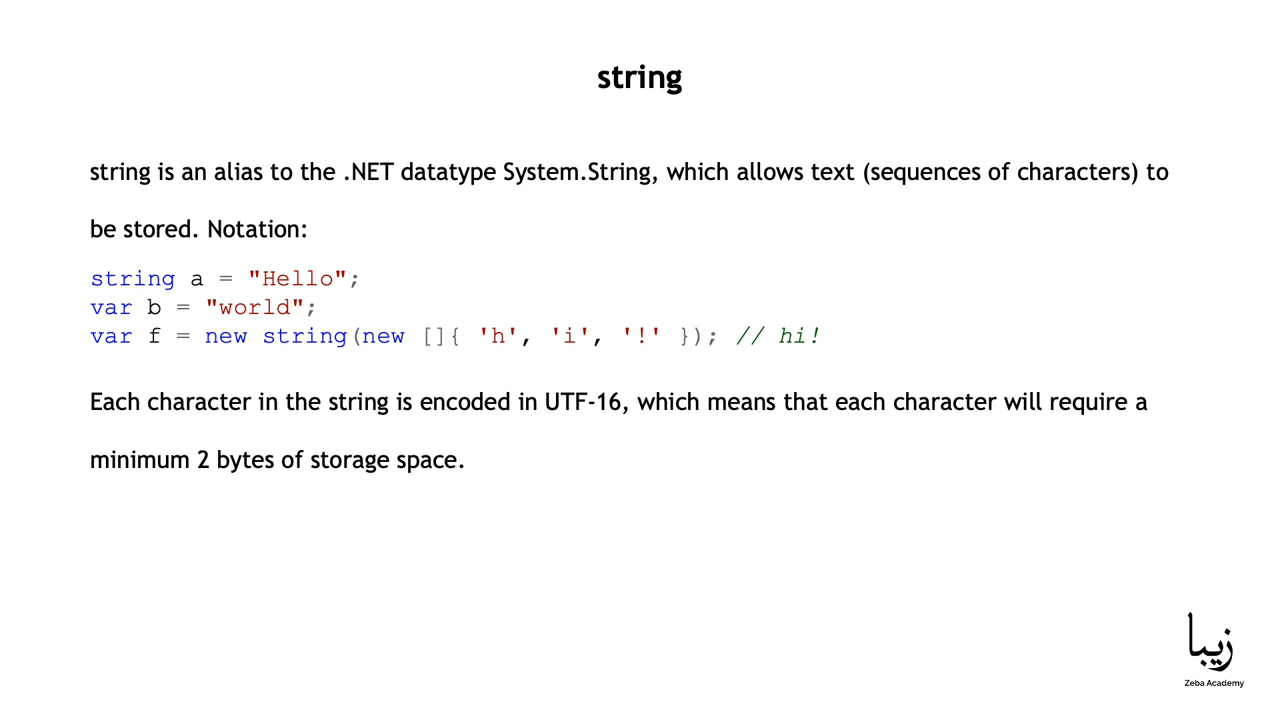 string
string is an alias to the .NET datatype System.String, which allows text (sequences of characters) to
be stored. Notation:
string a = "Hello";
var b = "world";
var f = new string(new []{ 'h', 'i', '!' }); // hi!
Each character in the string is encoded in UTF-16, which means that each character will require a
minimum 2 bytes of storage space.
زیبا
Zeba Academy